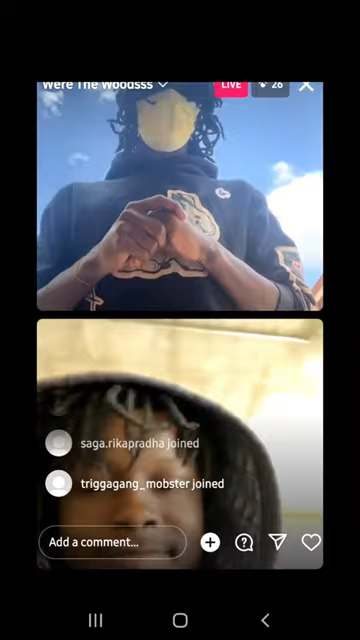 Were The Woodsss
LIVE
26
saga.rikapradha joined
triggagang_mobster joined
Add a comment...